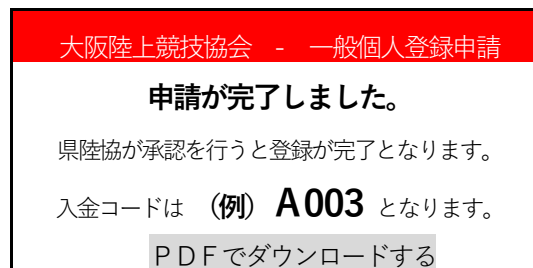 大阪陸上競技協会　-　一般個人登録申請
申請が完了しました。
県陸協が承認を行うと登録が完了となります。
入金コードは　（例）Ａ003　となります。
ＰＤＦでダウンロードする